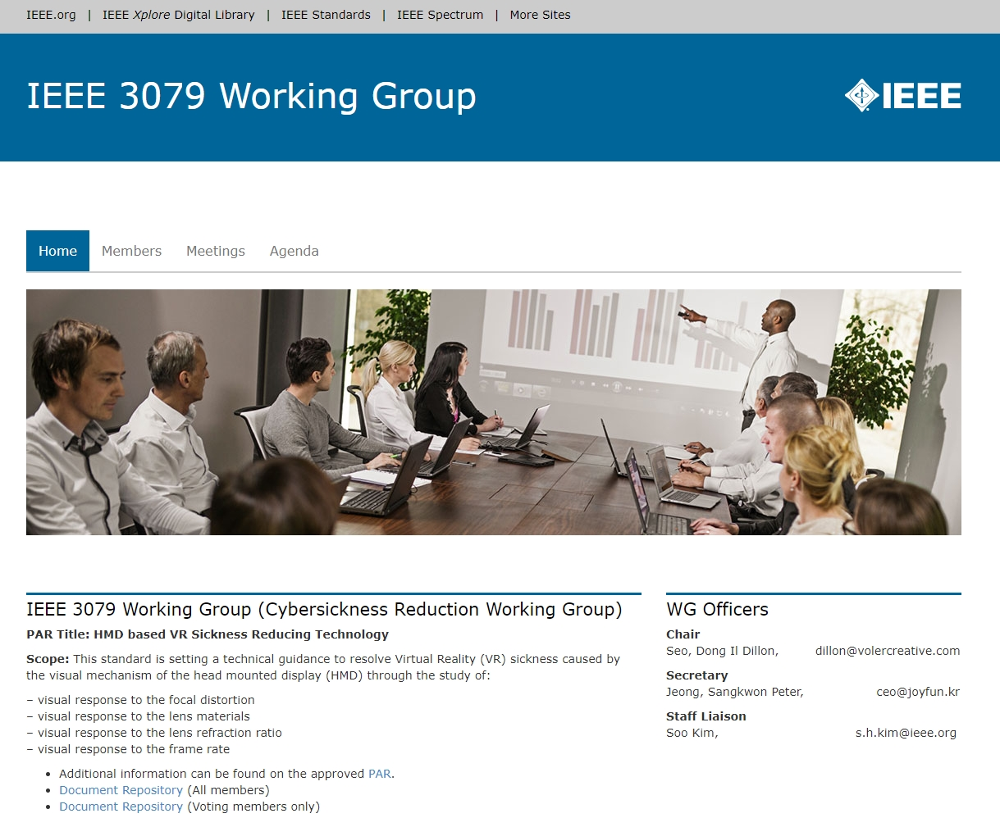 IEEE.org | IEEE Xplore Digital Library | IEEE Standards | IEEE Spectrum | More Sites
IEEE 3079 Working Group
IEEE
Home Members Meetings Agenda
IEEE 3079 Working Group (Cybersickness Reduction Working Group)
PAR Title: HMD based VR Sickness Reducing Technology
Scope: This standard is setting a technical guidance to resolve Virtual Reality (VR) sickness caused by
the visual mechanism of the head mounted display (HMD) through the study of:
– visual response to the focal distortion
– visual response to the lens materials
– visual response to the lens refraction ratio
– visual response to the frame rate
• Additional information can be found on the approved PAR.
• Document Repository (All members)
• Document Repository (Voting members only)
WG Officers
Chair
Seo, Dong Il Dillon, dillon@volercreative.com
Secretary
Jeong, Sangkwon Peter, ceo@joyfun.kr
Staff Liaison
Soo Kim, s.h.kim@ieee.org